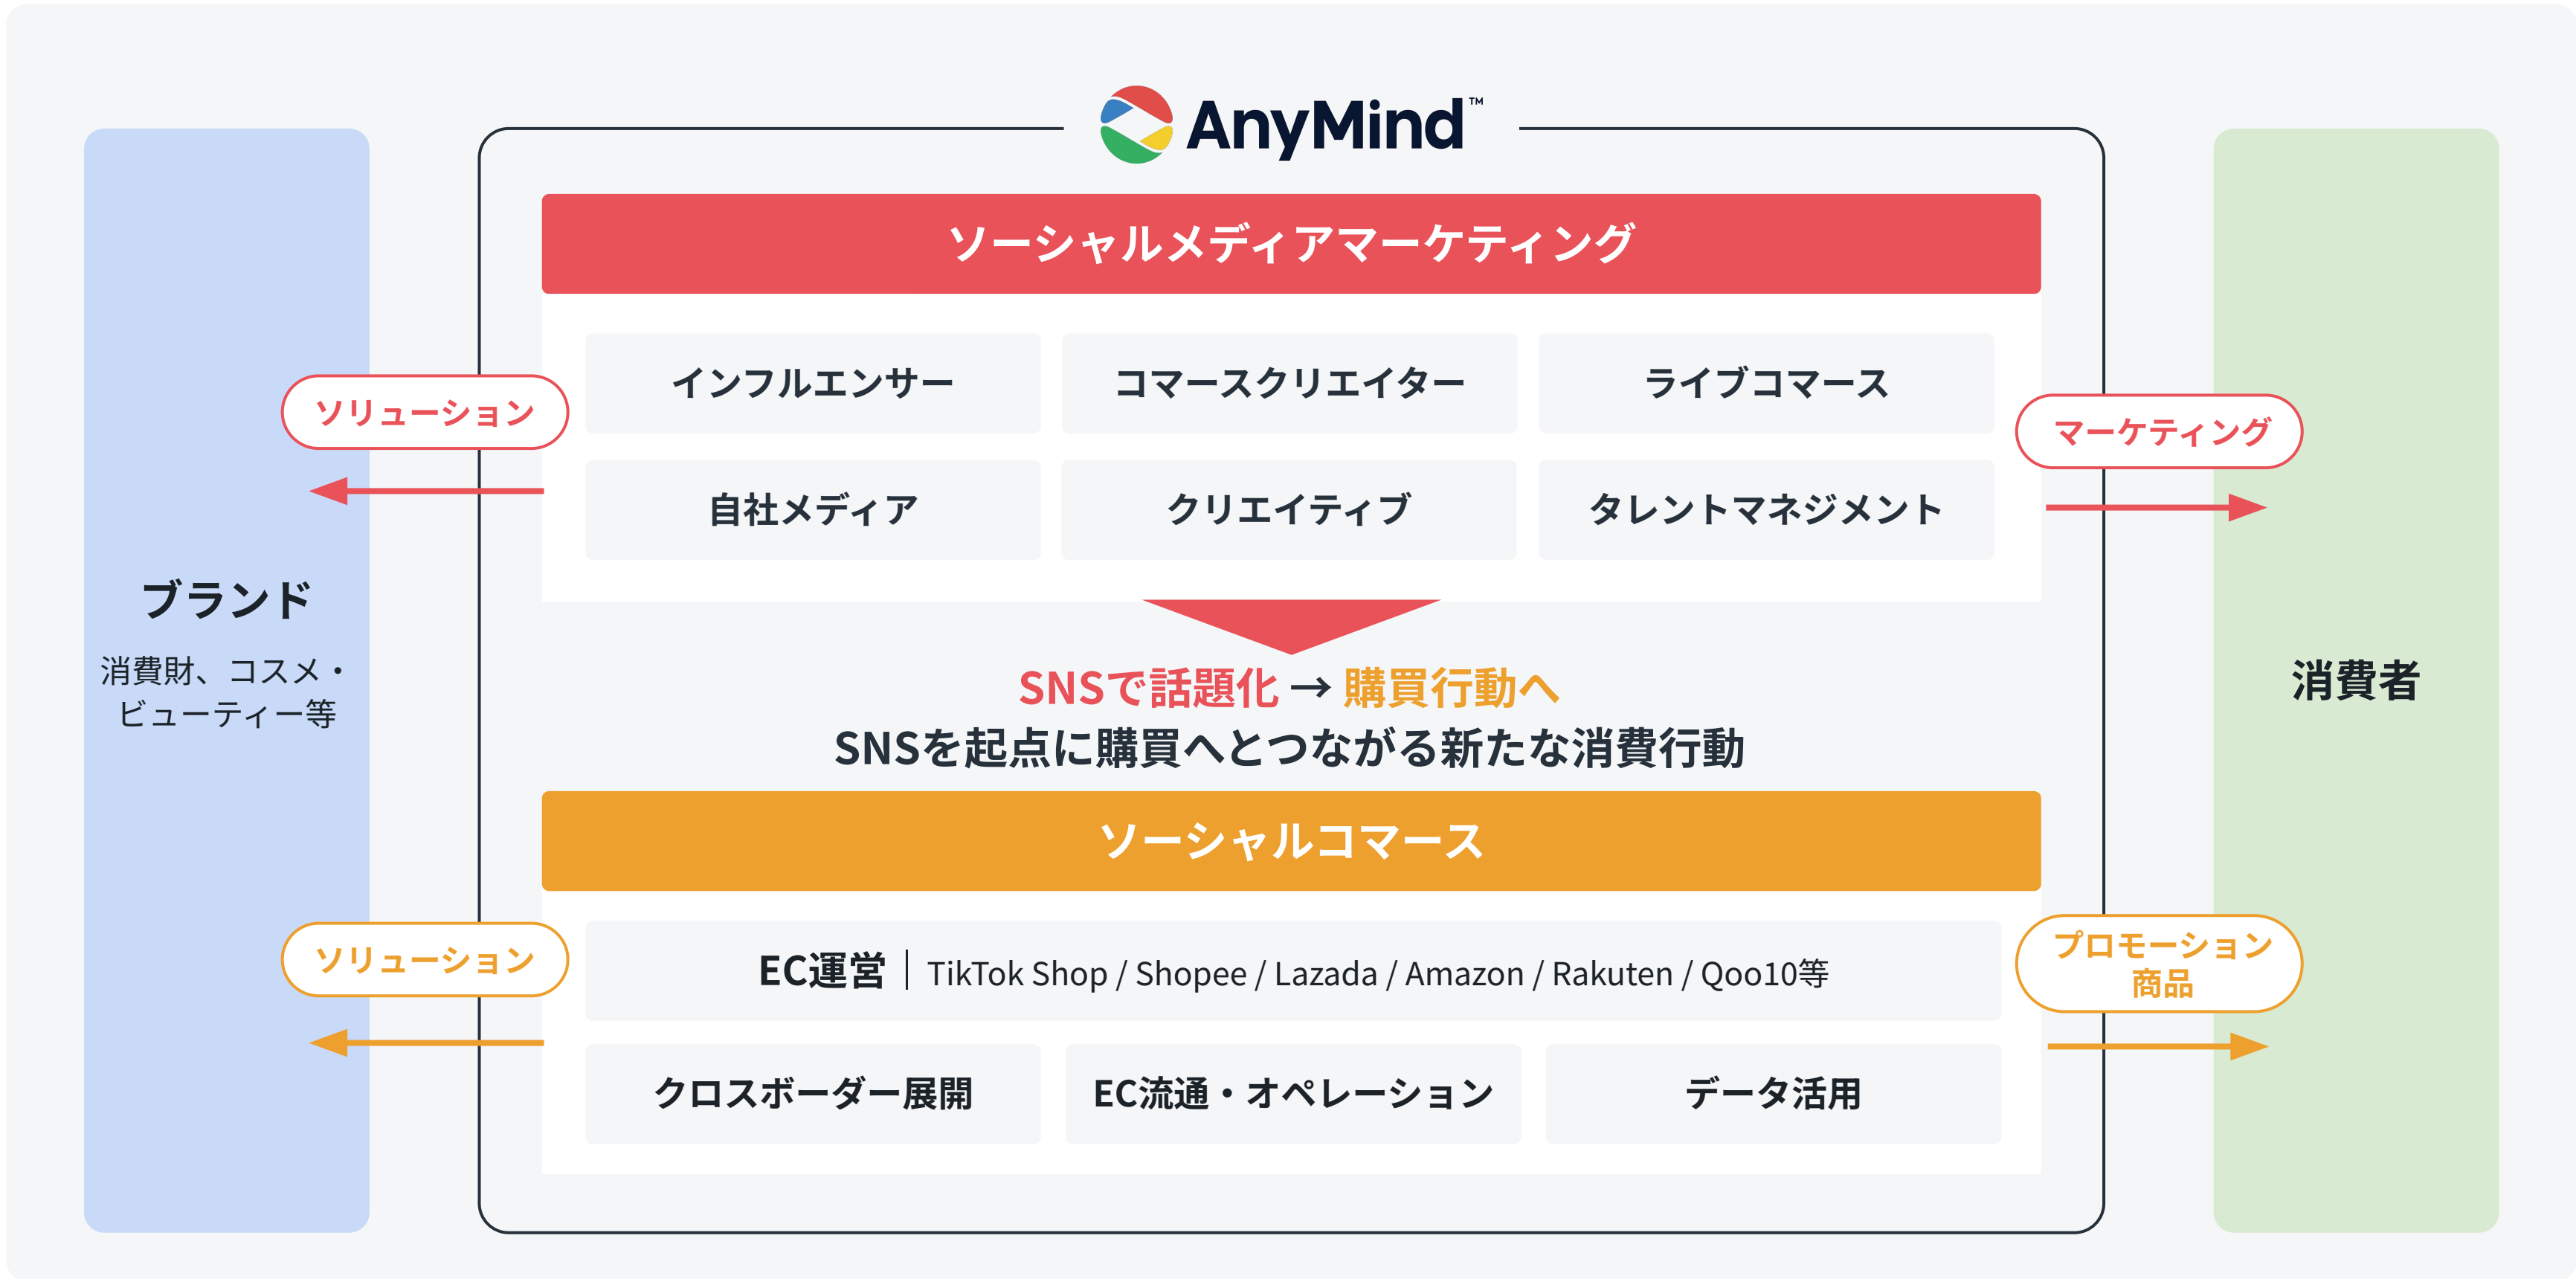 AnyMind™
ソーシャルメディアマーケティング
インフルエンサー
コマースクリエイター
ライブコマース
自社メディア
クリエイティブ
タレントマネジメント
ソリューション
マーケティング
ブランド
消費財、コスメ・
ビューティー等
消費者
SNSで話題化 → 購買行動へ
SNSを起点に購買へとつながる新たな消費行動
ソーシャルコマース
EC運営｜TikTok Shop / Shopee / Lazada / Amazon / Rakuten / Qoo10等
クロスボーダー展開
EC流通・オペレーション
データ活用
ソリューション
プロモーション
商品